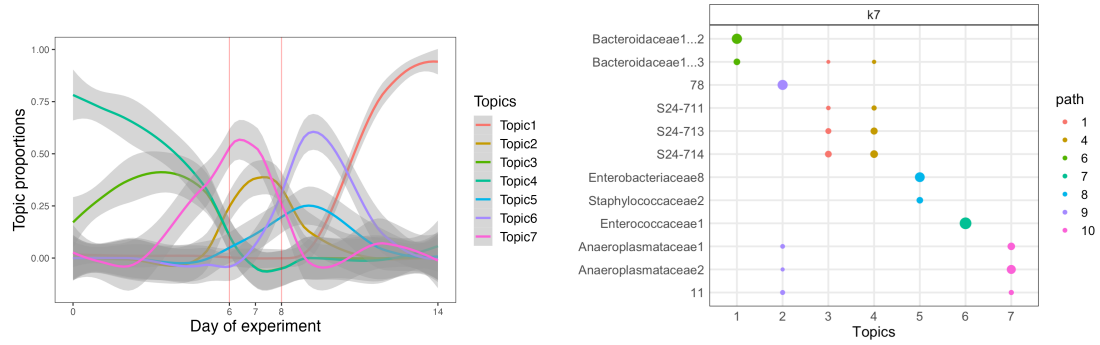 1.00
0.75
0.50
0.25
0.00
Topic proportions
0 6 7 8 14
Day of experiment
Topics
Topic1
Topic2
Topic3
Topic4
Topic5
Topic6
Topic7
k7
Bacteroidaceae1...2
Bacteroidaceae1...3
78
S24-711
S24-713
S24-714
Enterobacteriaceae8
Staphylococcaceae2
Enterococcaceae1
Anaeroplasmataceae1
Anaeroplasmataceae2
11
1 2 3 4 5 6 7
Topics
path
1
4
6
7
8
9
10